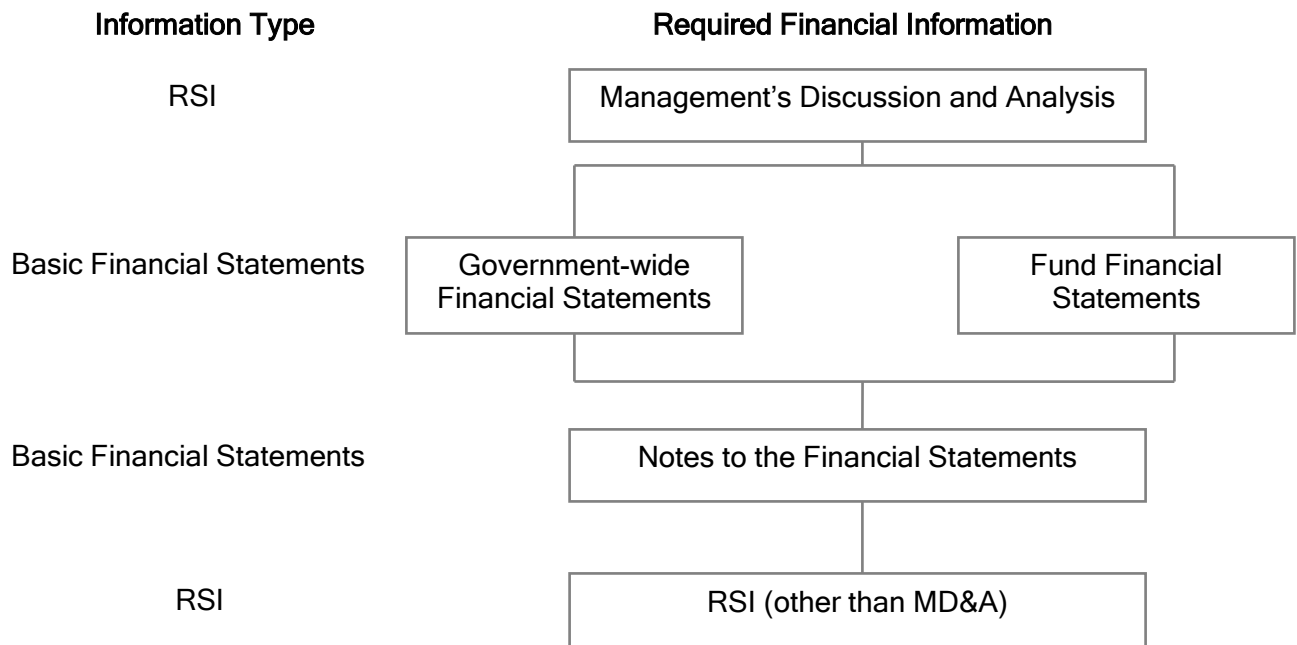 Information Type
Required Financial Information
RSI
Management’s Discussion and Analysis
Basic Financial Statements
Government-wide
Financial Statements
Fund Financial
Statements
Basic Financial Statements
Notes to the Financial Statements
RSI
RSI (other than MD&A)